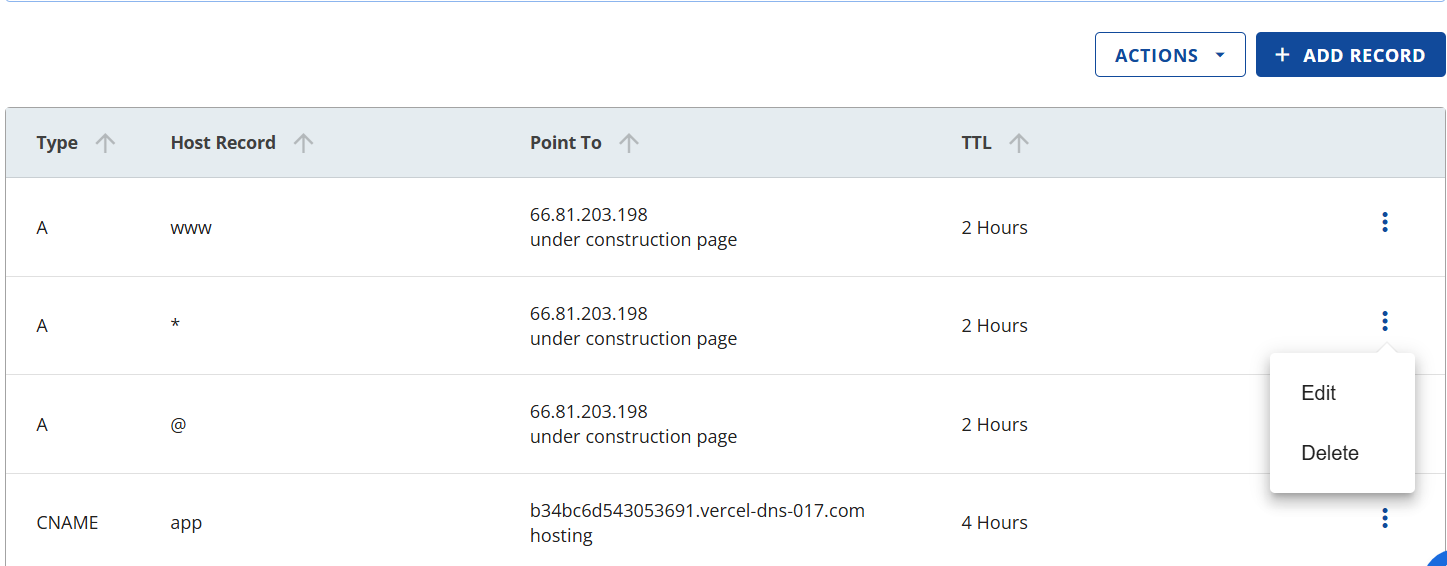 ACTIONS
+ ADD RECORD
Type Host Record Point To TTL
A www 66.81.203.198 2 Hours
under construction page
A * 66.81.203.198 2 Hours
under construction page
Edit
Delete
A @ 66.81.203.198 2 Hours
under construction page
CNAME app b34bc6d543053691.vercel-dns-017.com 4 Hours
hosting